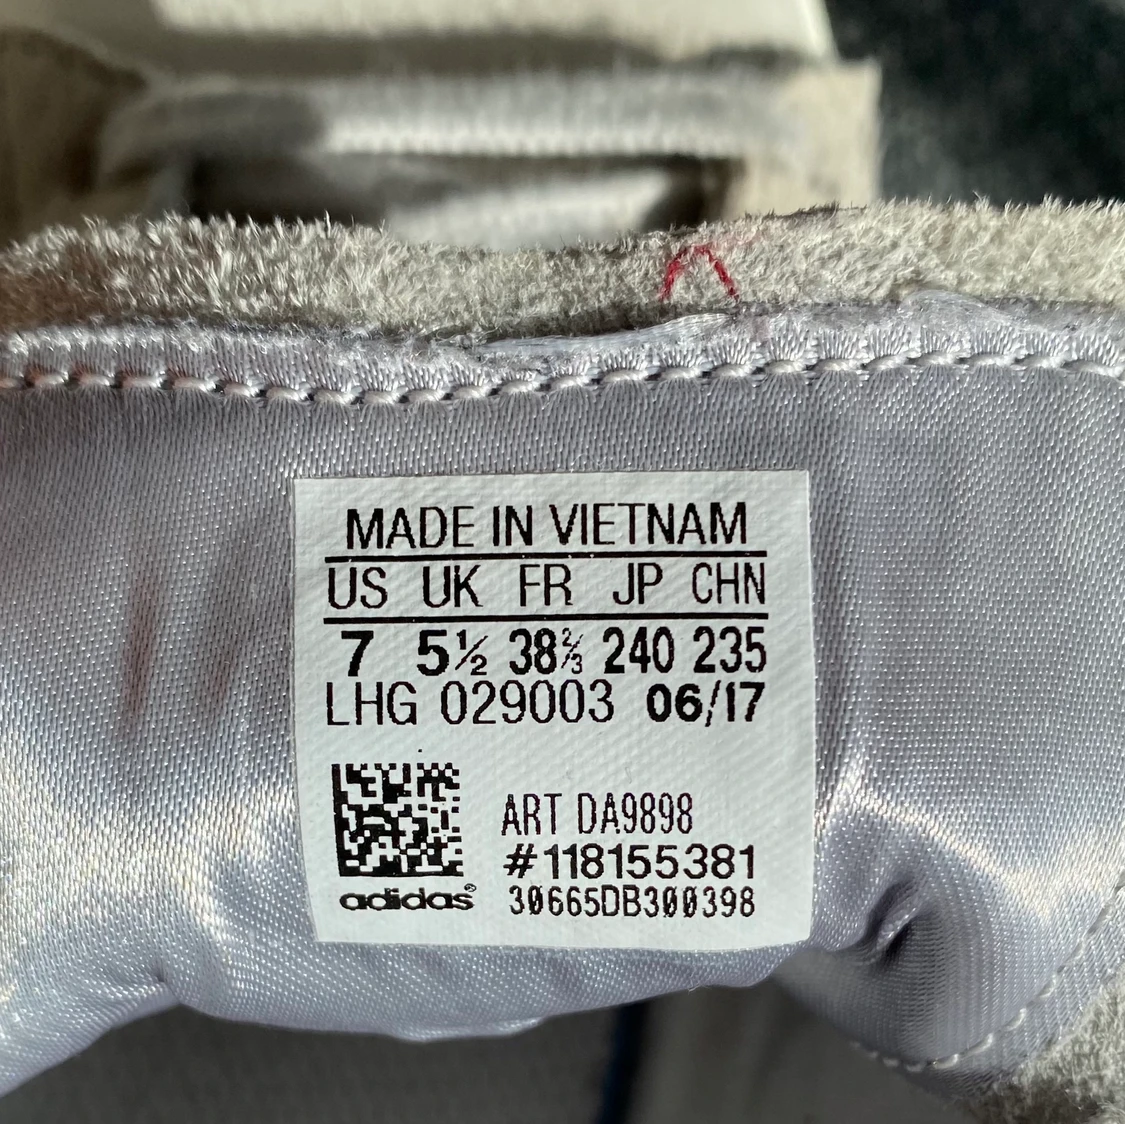 MADE IN VIETNAM
US UK FR JP CHN
7 5½ 38⅔ 240 235
LHG 029003 06/17
ART DA9898
#118155381
adidas® 30665DB300398